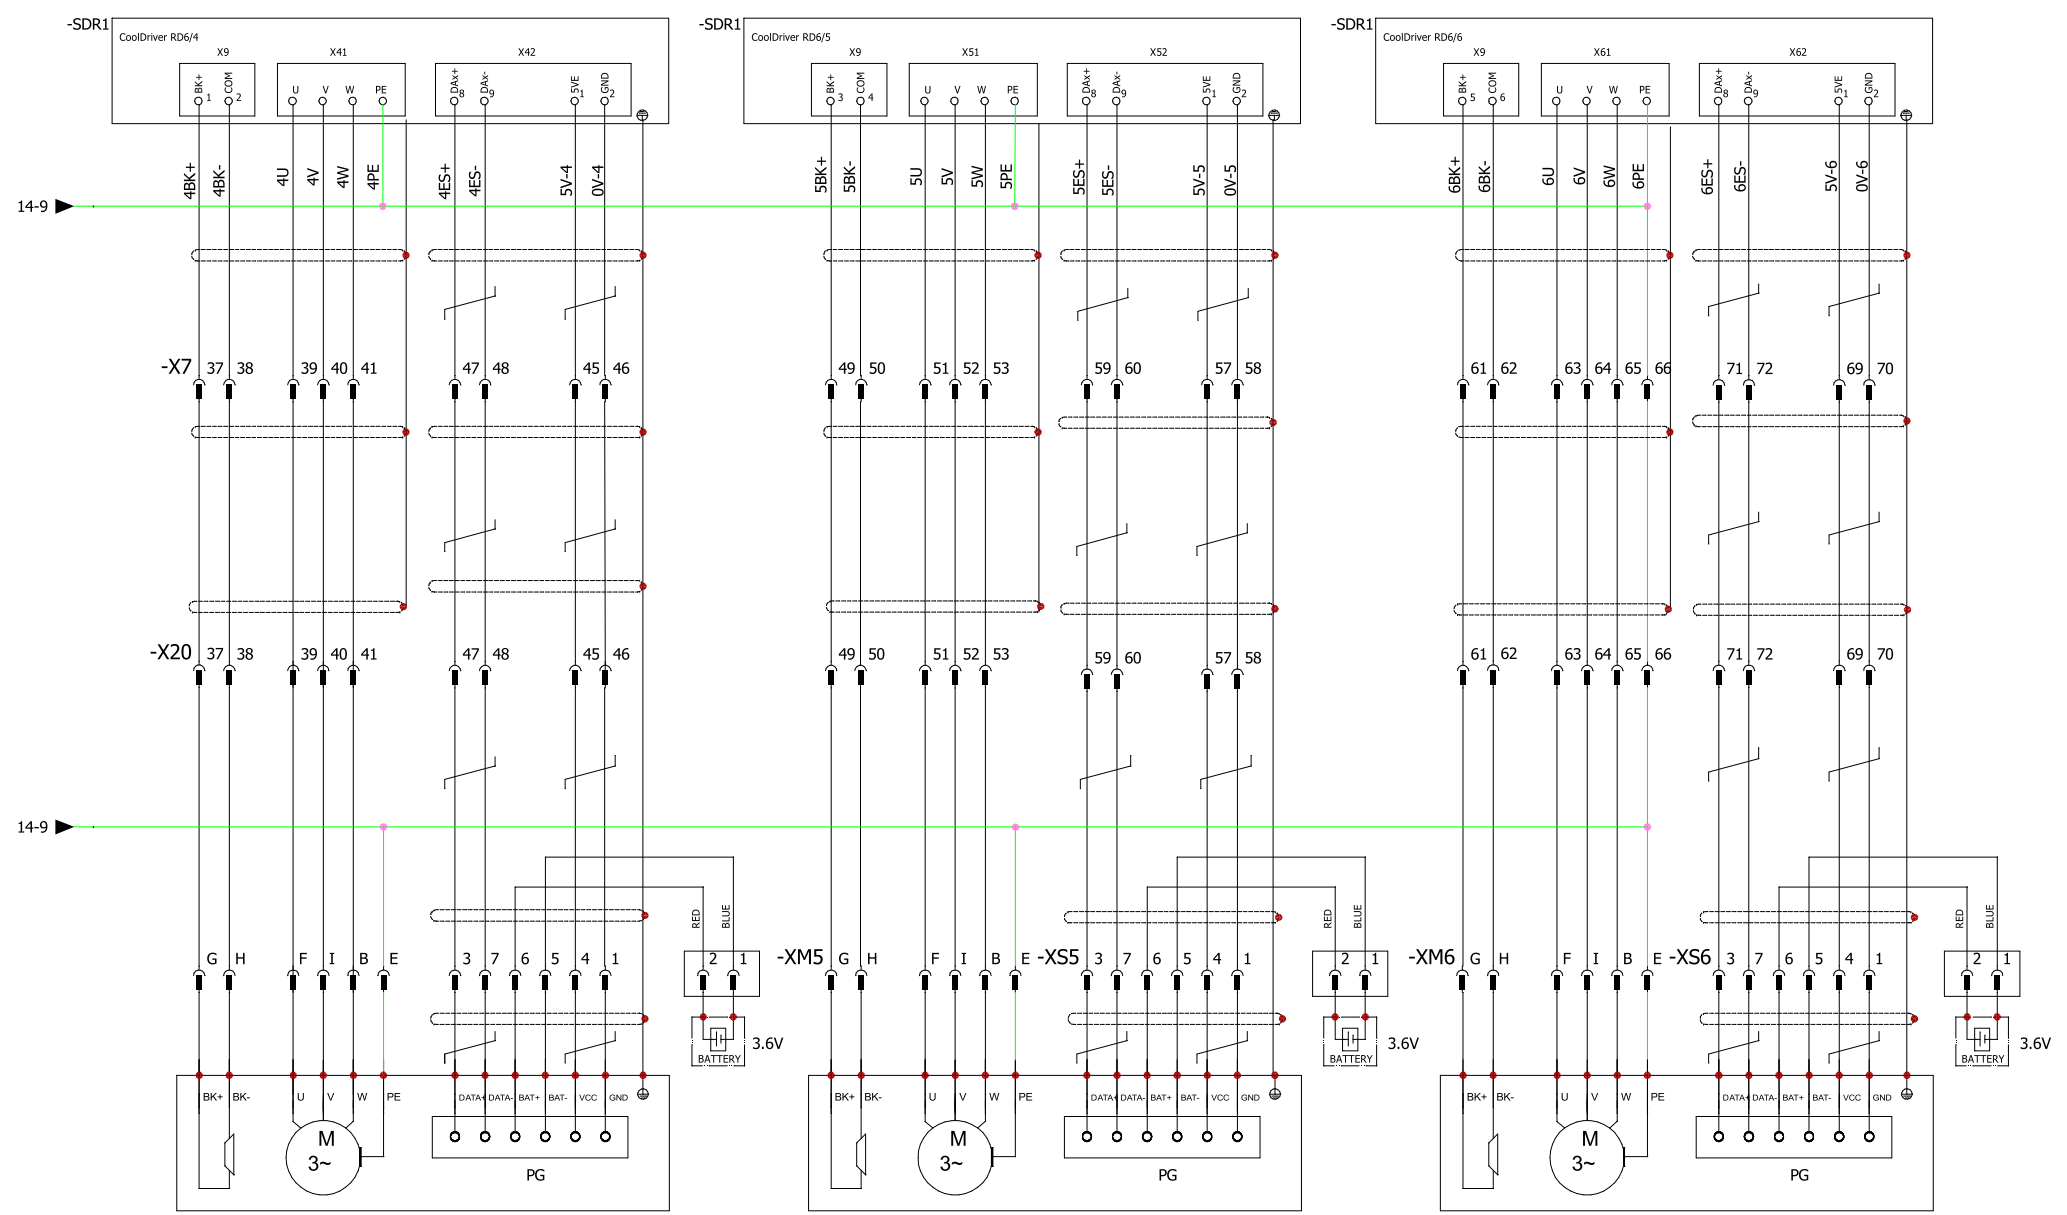 -SDR1 -SDR1 -SDR1
CoolDriver RD6/4 CoolDriver RD6/5 CoolDriver RD6/6
X9 X41 X42 X9 X51 X52 X9 X61 X62
BK+ COM U V W PE DAx+ DAx- 5VE GND BK+ COM U V W PE DAx+ DAx- 5VE GND BK+ COM U V W PE DAx+ DAx- 5VE GND
1 2 8 9 1 2 3 4 8 9 1 2 5 6 8 9 1 2
4BK+ 4BK- 4U 4V 4W 4PE 4ES+ 4ES- 5V-4 0V-4 5BK+ 5BK- 5U 5V 5W 5PE 5ES+ 5ES- 5V-5 0V-5 6BK+ 6BK- 6U 6V 6W 6PE 6ES+ 6ES- 5V-6 0V-6
14-9
-X7 37 38 39 40 41 47 48 45 46 49 50 51 52 53 59 60 57 58 61 62 63 64 65 66 71 72 69 70
-X20 37 38 39 40 41 47 48 45 46 49 50 51 52 53 59 60 57 58 61 62 63 64 65 66 71 72 69 70
14-9
RED BLUE RED BLUE RED BLUE
G H F I B E 3 7 6 5 4 1 2 1 -XM5 G H F I B E -XS5 3 7 6 5 4 1 2 1 -XM6 G H F I B E -XS6 3 7 6 5 4 1 2 1
3.6V 3.6V 3.6V
BATTERY BATTERY BATTERY
BK+ BK- U V W PE DATA+ DATA- BAT+ BAT- VCC GND BK+ BK- U V W PE DATA+ DATA- BAT+ BAT- VCC GND BK+ BK- U V W PE DATA+ DATA- BAT+ BAT- VCC GND
M M M
3~ 3~ 3~
PG PG PG